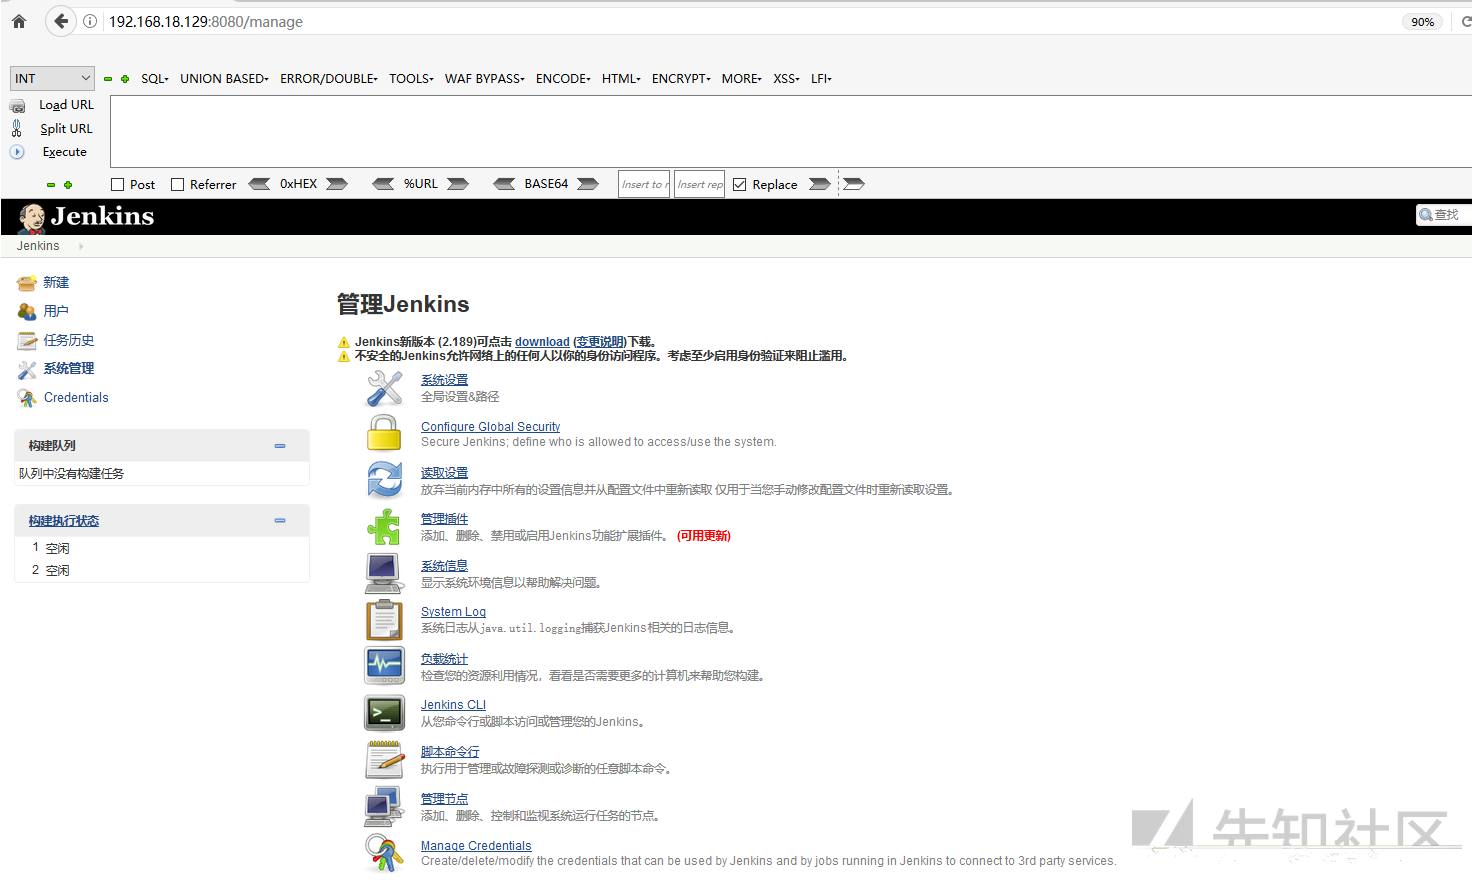 192.168.18.129:8080/manage
90%
INT
SQL
UNION BASED
ERROR/DOUBLE
TOOLS
WAF BYPASS
ENCODE
HTML
ENCRYPT
MORE
XSS
LFI
Load URL
Split URL
Execute
Post
Referrer
0xHEX
%URL
BASE64
Insert to r
Insert rep
Replace
Jenkins
查找
Jenkins
新建
用户
任务历史
系统管理
Credentials
构建队列
队列中没有构建任务
构建执行状态
1 空闲
2 空闲
管理Jenkins
Jenkins新版本 (2.189)可点击 download (变更说明)下载。
不安全的Jenkins允许网络上的任何人以你的身份访问程序。考虑至少启用身份验证来阻止滥用。
系统设置
全局设置&路径
Configure Global Security
Secure Jenkins; define who is allowed to access/use the system.
读取设置
放弃当前内存中所有的设置信息并从配置文件中重新读取 仅用于当您手动修改配置文件时重新读取设置。
管理插件
添加、删除、禁用或启用Jenkins功能扩展插件。 (可用更新)
系统信息
显示系统环境信息以帮助解决问题。
System Log
系统日志从java.util.logging捕获Jenkins相关的日志信息。
负载统计
检查您的资源利用情况，看看是否需要更多的计算机来帮助您构建。
Jenkins CLI
从您命令行或脚本访问或管理您的Jenkins。
脚本命令行
执行用于管理或故障探测或诊断的任意脚本命令。
管理节点
添加、删除、控制和监视系统运行任务的节点。
Manage Credentials
Create/delete/modify the credentials that can be used by Jenkins and by jobs running in Jenkins to connect to 3rd party services.
先知社区